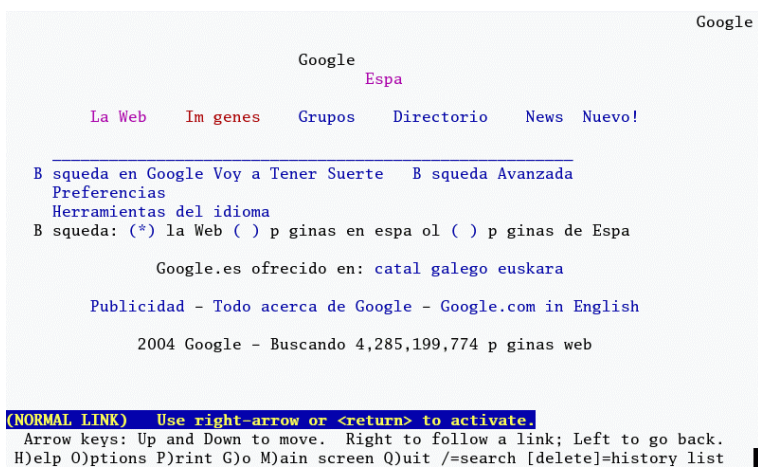 Google
Google
Espa
La Web Im genes Grupos Directorio News Nuevo!
B squeda en Google Voy a Tener Suerte B squeda Avanzada
Preferencias
Herramientas del idioma
B squeda: (*) la Web ( ) p ginas en espa ol ( ) p ginas de Espa
Google.es ofrecido en: catal galego euskara
Publicidad - Todo acerca de Google - Google.com in English
2004 Google - Buscando 4,285,199,774 p ginas web
(NORMAL LINK) Use right-arrow or <return> to activate.
Arrow keys: Up and Down to move. Right to follow a link; Left to go back.
H)elp O)ptions P)rint G)o M)ain screen Q)uit /=search [delete]=history list